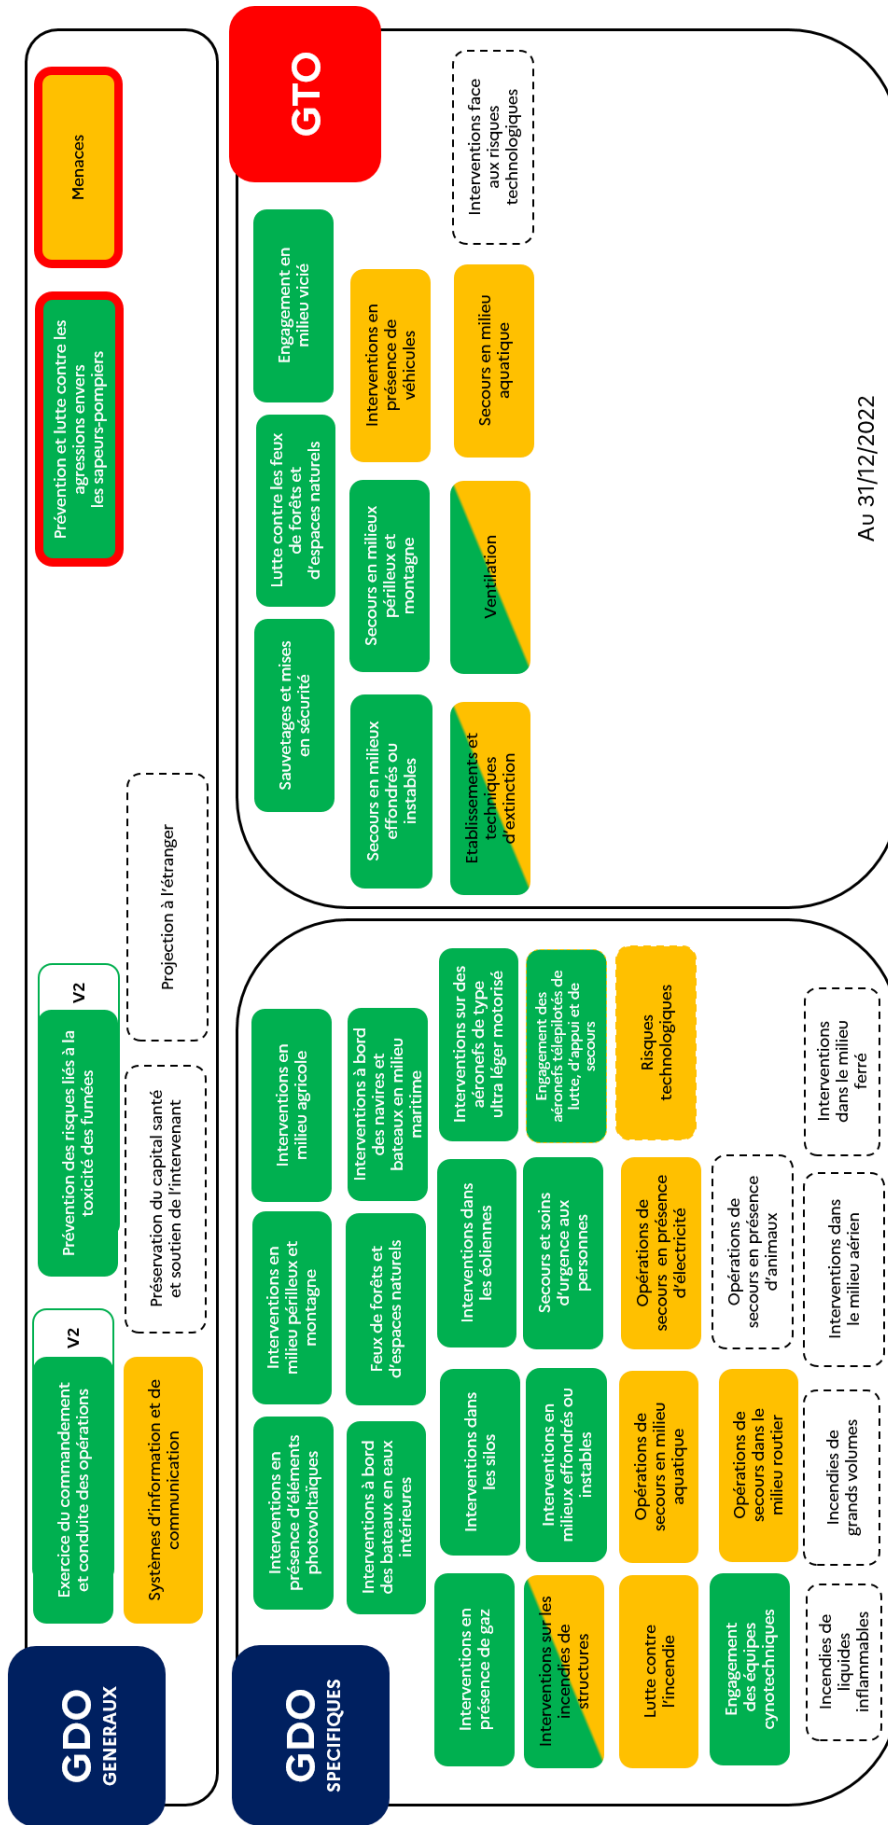 GDO
GENERAUX
Exercice du commandement
et conduite des opérations
V2
Prévention des risques liés à la
toxicité des fumées
V2
Prévention et lutte contre les
agressions envers
les sapeurs-pompiers
Menaces
Systèmes d'information et de
communication
Préservation du capital santé
et soutien de l'intervenant
Projection à l'étranger
GDO
SPECIFIQUES
Interventions en
présence d'éléments
photovoltaïques
Interventions en
milieu périlleux et
montagne
Interventions en
milieu agricole
Interventions à bord
des bateaux en eaux
intérieures
Feux de forêts et
d'espaces naturels
Interventions à bord
des navires et
bateaux en milieu
maritime
Interventions en
présence de gaz
Interventions dans
les silos
Interventions dans
les éoliennes
Interventions sur des
aéronefs de type
ultra léger motorisé
Interventions sur les
incendies de
structures
Interventions en
milieux effondrés ou
instables
Secours et soins
d'urgence aux
personnes
Engagement des
aéronefs télepilotés de
lutte, d'appui et de
secours
Lutte contre
l'incendie
Opérations de
secours en milieu
aquatique
Opérations de
secours en présence
d'électricité
Risques
technologiques
Engagement
des équipes
cynotechniques
Opérations de
secours dans le
milieu routier
Opérations de
secours en présence
d'animaux
Incendies de
liquides
inflammables
Incendies de
grands volumes
Interventions dans
le milieu aérien
Interventions
dans le milieu
ferré
GTO
Sauvetages et mises
en sécurité
Lutte contre les feux
de forêts et
d'espaces naturels
Engagement en
milieu vicié
Secours en milieux
effondrés ou
instables
Secours en milieux
périlleux et
montagne
Interventions en
présence de
véhicules
Etablissements et
techniques
d'extinction
Ventilation
Secours en milieu
aquatique
Interventions face
aux risques
technologiques
Au 31/12/2022